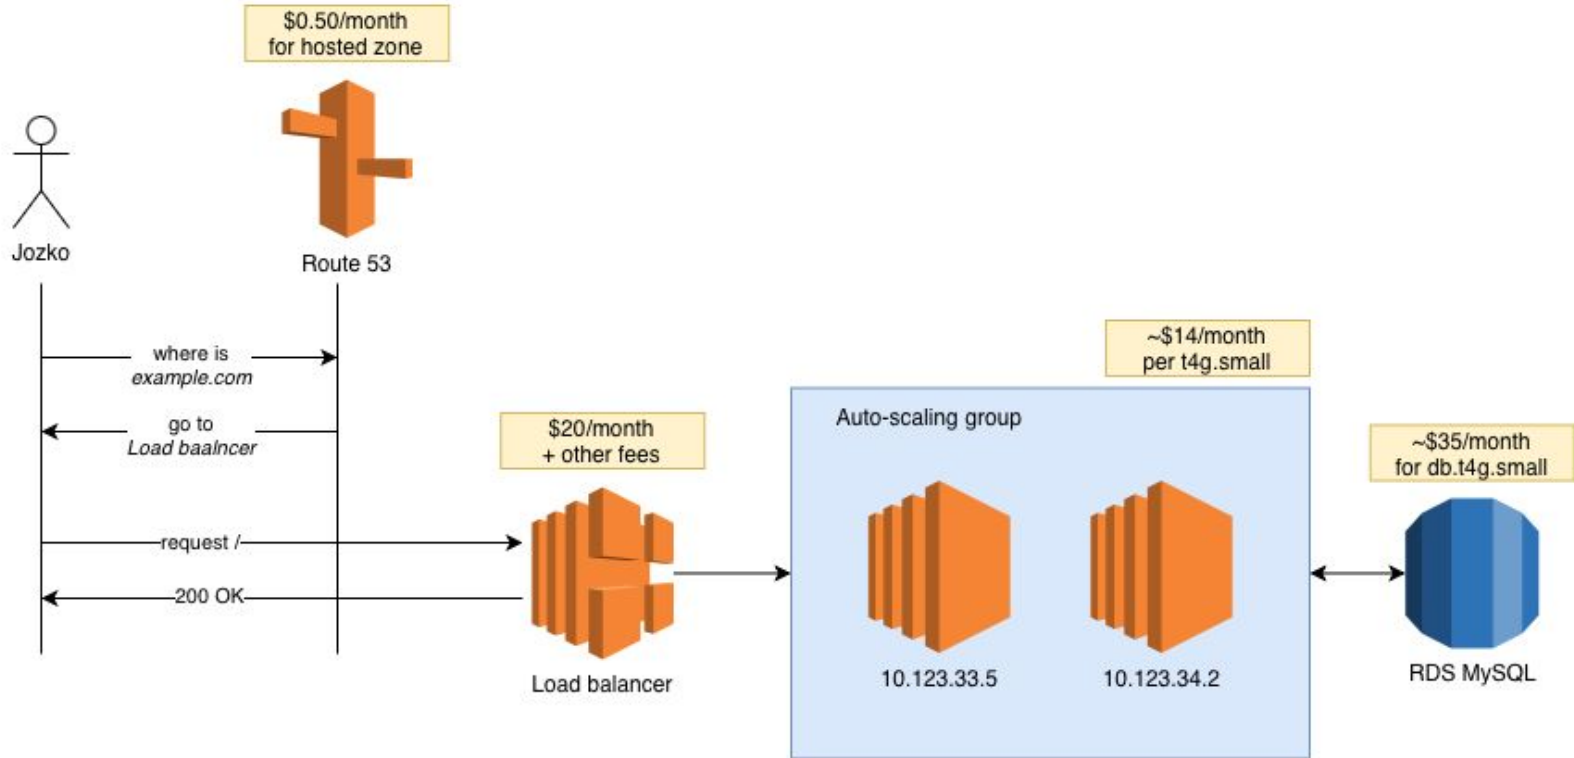 $0.50/month
for hosted zone
Jozko
Route 53
where is
example.com
go to
Load baalncer
request /
200 OK
$20/month
+ other fees
Load balancer
~$14/month
per t4g.small
Auto-scaling group
10.123.33.5
10.123.34.2
~$35/month
for db.t4g.small
RDS MySQL